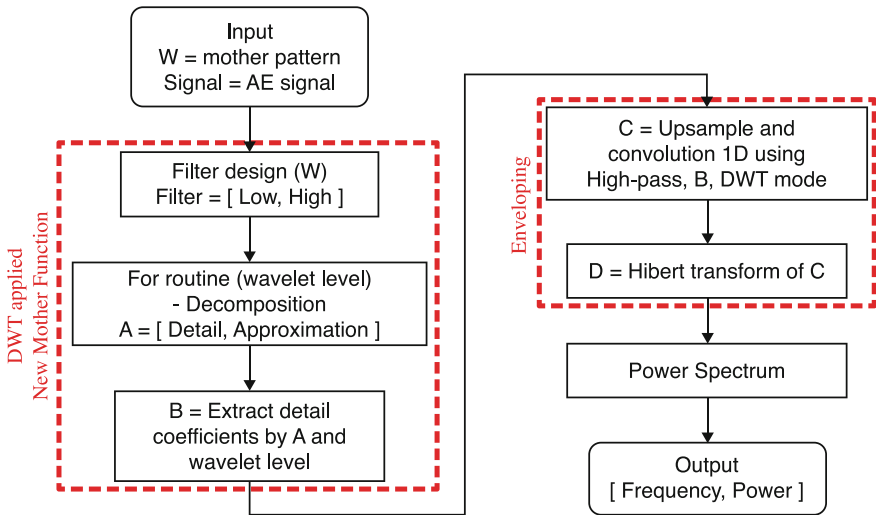 Input
W = mother pattern
Signal = AE signal
DWT applied
New Mother Function
Filter design (W)
Filter = [ Low, High ]
For routine (wavelet level)
- Decomposition
A = [ Detail, Approximation ]
B = Extract detail
coefficients by A and
wavelet level
Enveloping
C = Upsample and
convolution 1D using
High-pass, B, DWT mode
D = Hibert transform of C
Power Spectrum
Output
[ Frequency, Power ]